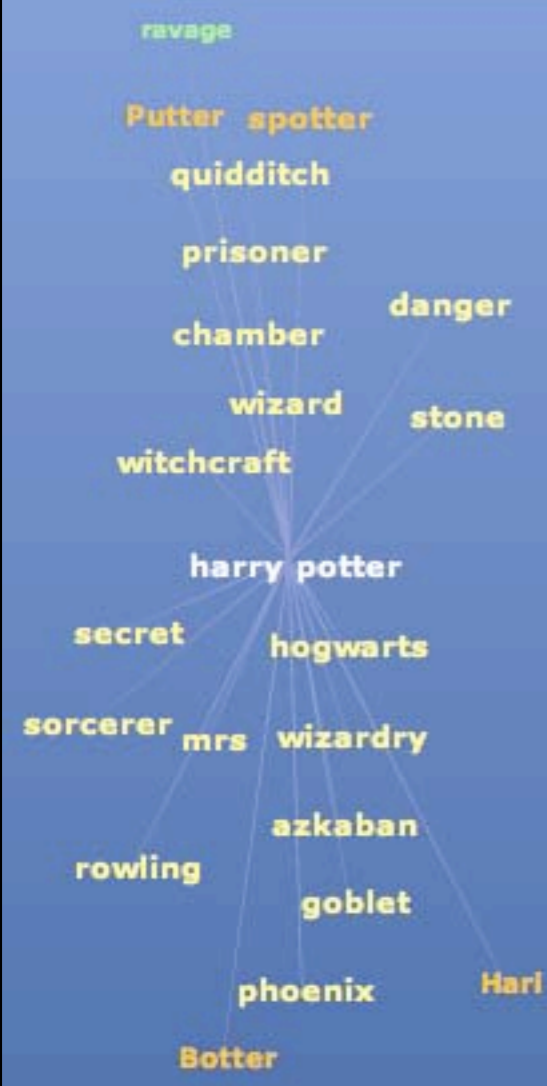 ravage
Putter spotter
quidditch
prisoner
danger
chamber
wizard
stone
witchcraft
harry potter
secret
hogwarts
sorcerer mrs wizardry
azkaban
rowling
goblet
Hari
phoenix
Botter